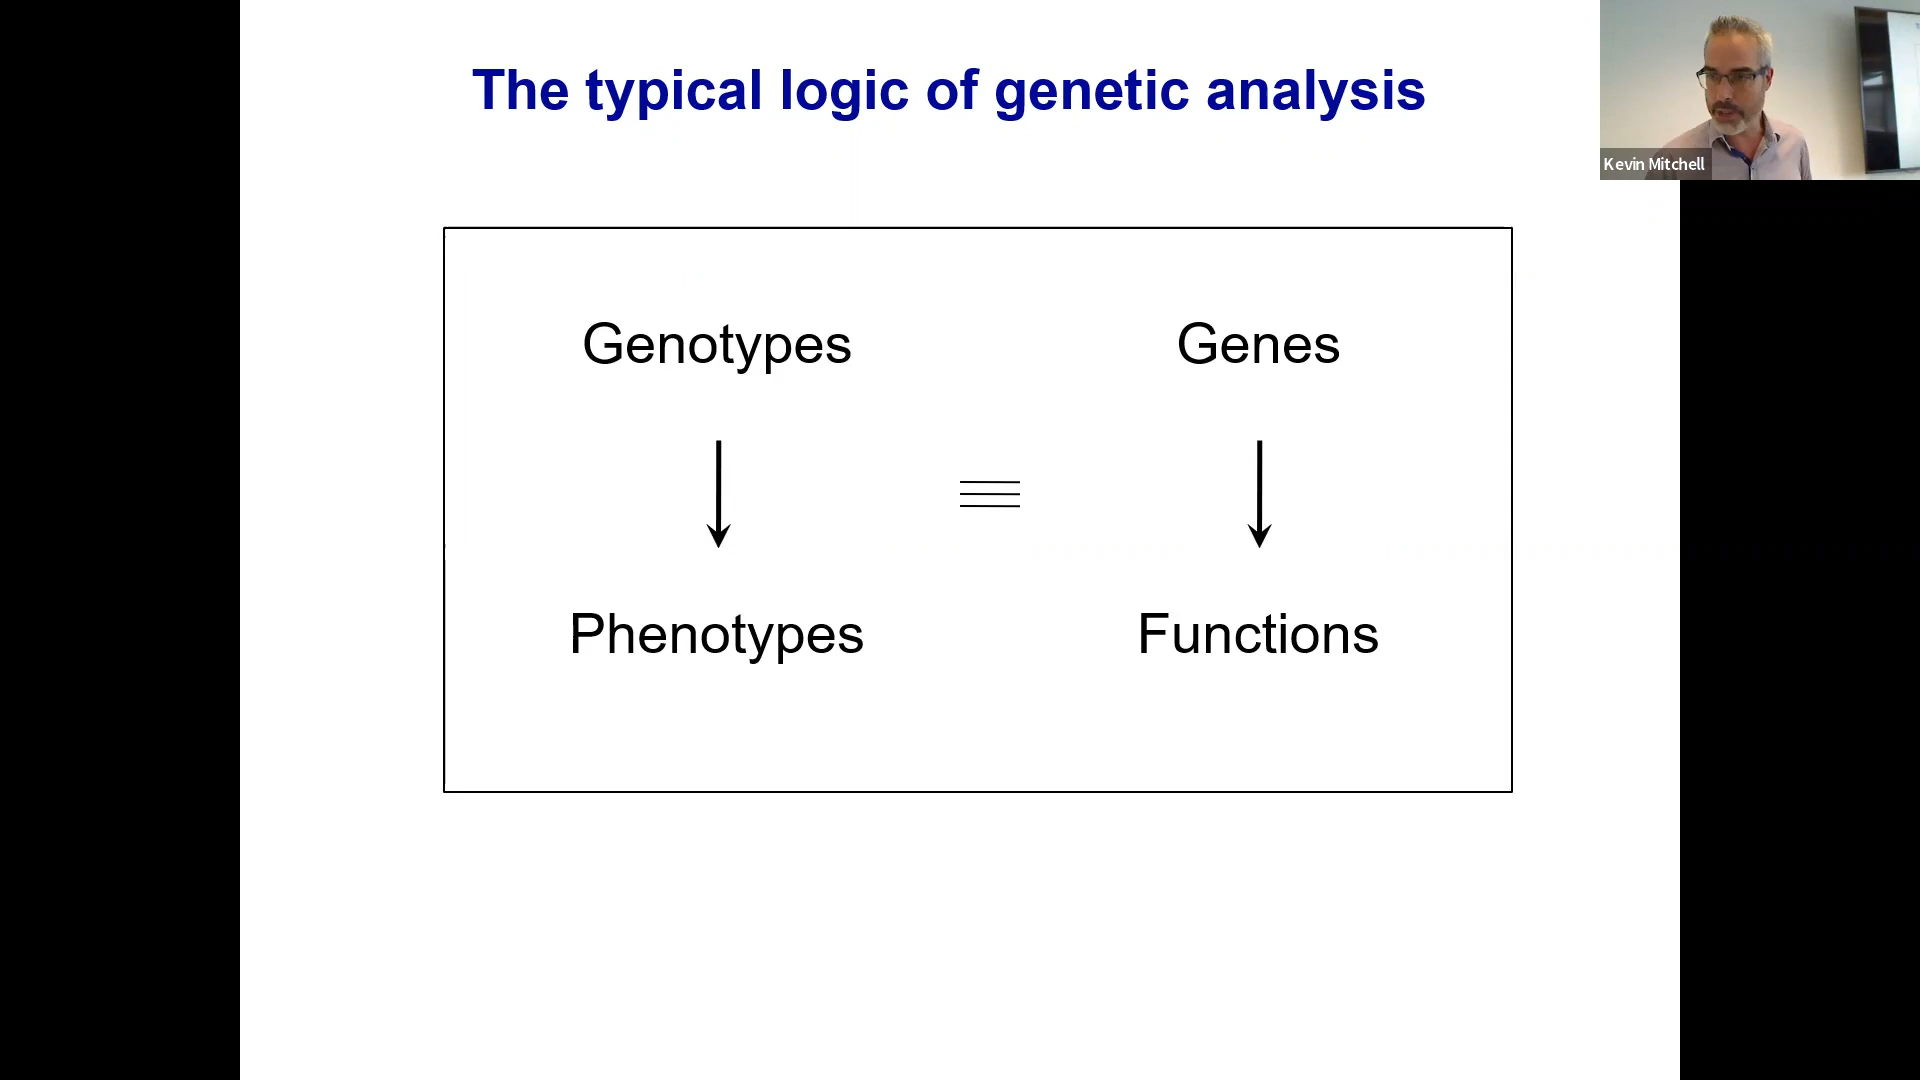 The typical logic of genetic analysis
Kevin Mitchell
Genotypes
Genes
≡
Phenotypes
Functions